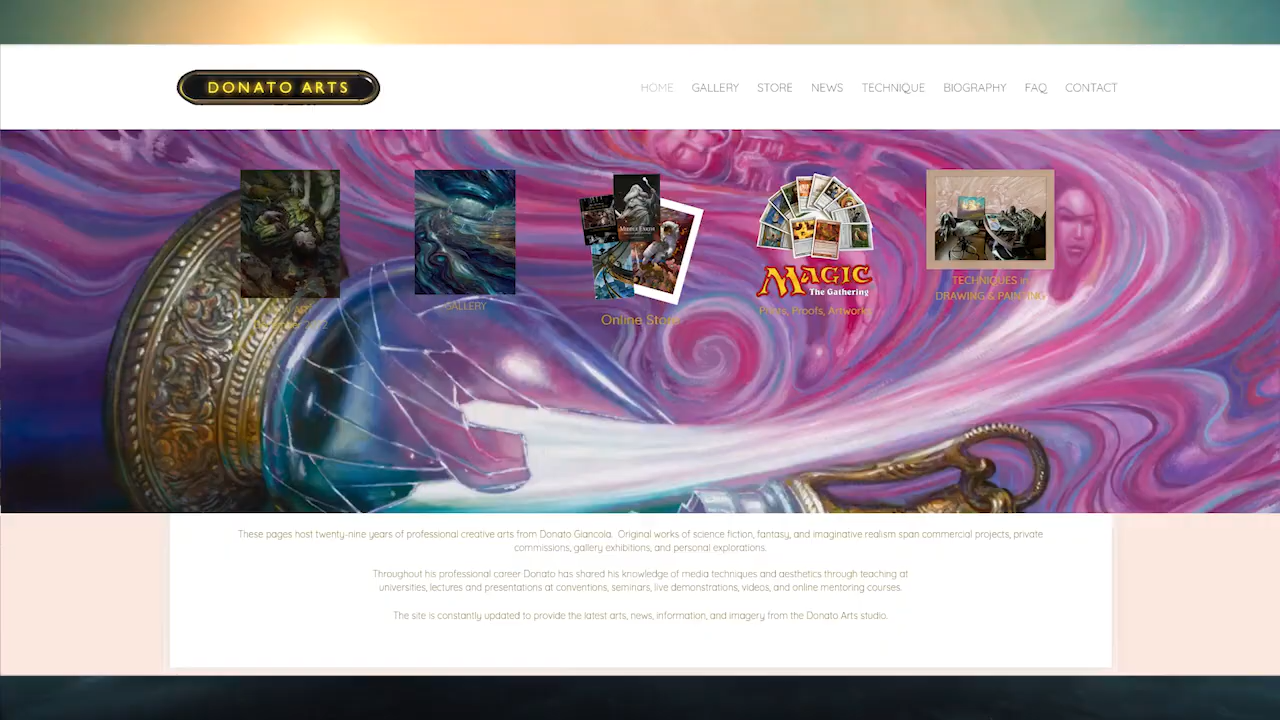 DONATO ARTS
HOME GALLERY STORE NEWS TECHNIQUE BIOGRAPHY FAQ CONTACT
MIDDLE-EARTH
MAGIC
The Gathering
ART
GALLERY
Online Store
Prints, Proofs, Artworks
TECHNIQUES in
DRAWING & PAINTING
These pages host twenty-nine years of professional creative arts from Donato Giancola. Original works of science fiction, fantasy, and imaginative realism span commercial projects, private
commissions, gallery exhibitions, and personal explorations.
Throughout his professional career Donato has shared his knowledge of media techniques and aesthetics through teaching at
universities, lectures and presentations at conventions, seminars, live demonstrations, videos, and online mentoring courses.
The site is constantly updated to provide the latest arts, news, information, and imagery from the Donato Arts studio.